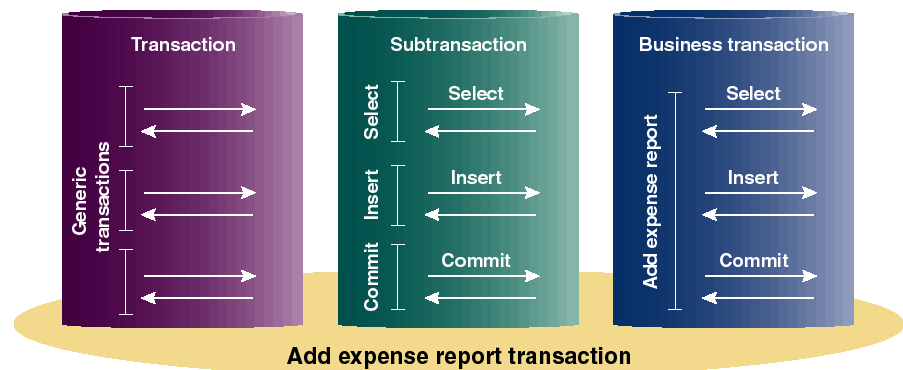 Transaction
Generic
transactions
Subtransaction
Select
Select
Insert
Insert
Commit
Commit
Business transaction
Add expense report
Select
Insert
Commit
Add expense report transaction